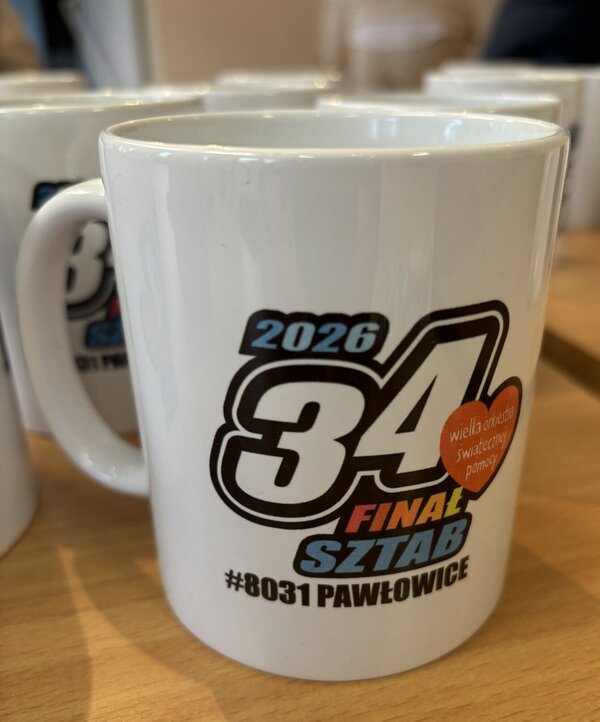 2026
34
wielka orkiestra
świątecznej
pomocy
FINAŁ
SZTAB
#8031 PAWŁOWICE